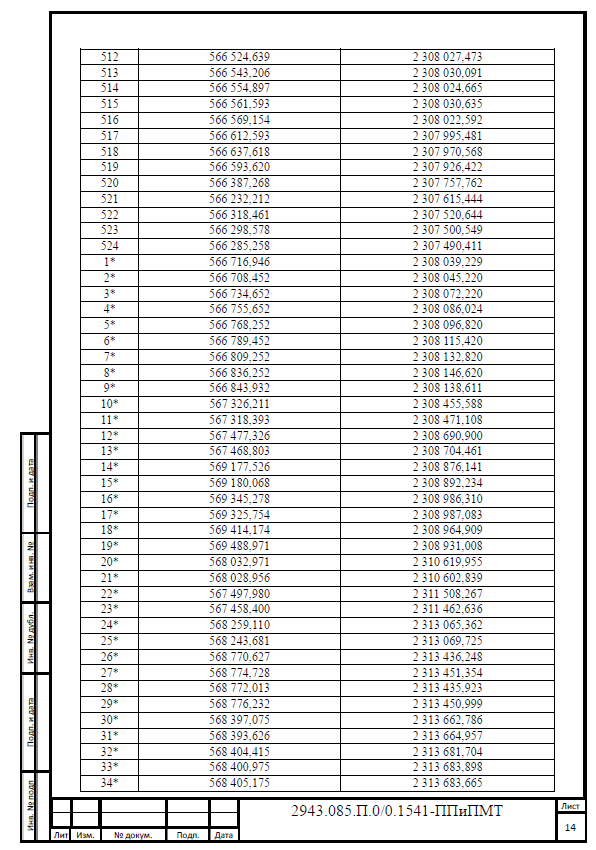 512 566 524,639 2 308 027,473
513 566 543,206 2 308 030,091
514 566 554,897 2 308 024,665
515 566 561,593 2 308 030,635
516 566 569,154 2 308 022,592
517 566 612,593 2 307 995,481
518 566 637,618 2 307 970,568
519 566 593,620 2 307 926,422
520 566 387,268 2 307 757,762
521 566 232,212 2 307 615,444
522 566 318,461 2 307 520,644
523 566 298,578 2 307 500,549
524 566 285,258 2 307 490,411
1* 566 716,946 2 308 039,229
2* 566 708,452 2 308 045,220
3* 566 734,652 2 308 072,220
4* 566 755,652 2 308 086,024
5* 566 768,252 2 308 096,820
6* 566 789,452 2 308 115,420
7* 566 809,252 2 308 132,820
8* 566 836,252 2 308 146,620
9* 566 843,932 2 308 138,611
10* 567 326,211 2 308 455,588
11* 567 318,393 2 308 471,108
12* 567 477,326 2 308 690,900
13* 567 468,803 2 308 704,461
14* 569 177,526 2 308 876,141
15* 569 180,068 2 308 892,234
16* 569 345,278 2 308 986,310
17* 569 325,754 2 308 987,083
18* 569 414,174 2 308 964,909
19* 569 488,971 2 308 931,008
20* 568 032,971 2 310 619,955
21* 568 028,956 2 310 602,839
22* 567 497,980 2 311 508,267
23* 567 458,400 2 311 462,636
24* 568 259,110 2 313 065,362
25* 568 243,681 2 313 069,725
26* 568 770,627 2 313 436,248
27* 568 774,728 2 313 451,354
28* 568 772,013 2 313 435,923
29* 568 776,232 2 313 450,999
30* 568 397,075 2 313 662,786
31* 568 393,626 2 313 664,957
32* 568 404,415 2 313 681,704
33* 568 400,975 2 313 683,898
34* 568 405,175 2 313 683,665
Подп. и дата
Взам. инв. №
Инв. № дубл.
Подп. и дата
Инв. № подп
2943.085.П.0/0.1541-ППиПМТ
Лист
14
Лит Изм. № докум. Подп. Дата